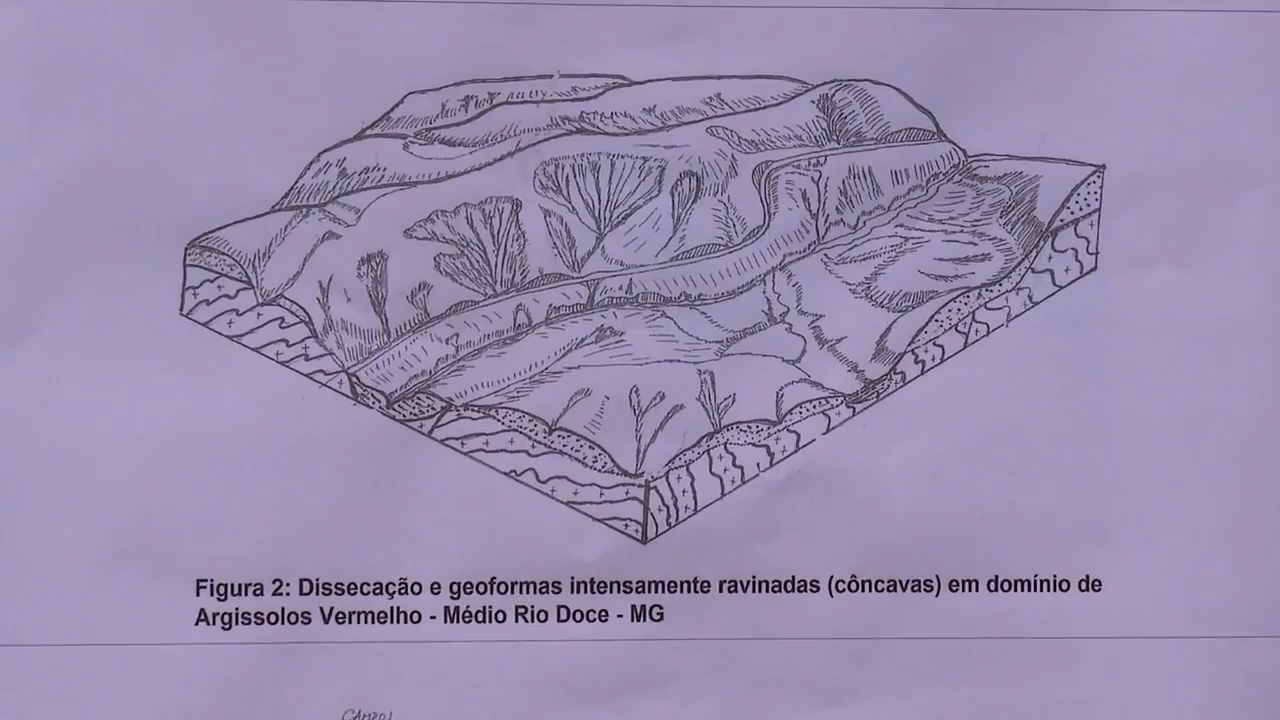 Figura 2: Dissecação e geoformas intensamente ravinadas (côncavas) em domínio de
Argissolos Vermelho - Médio Rio Doce - MG